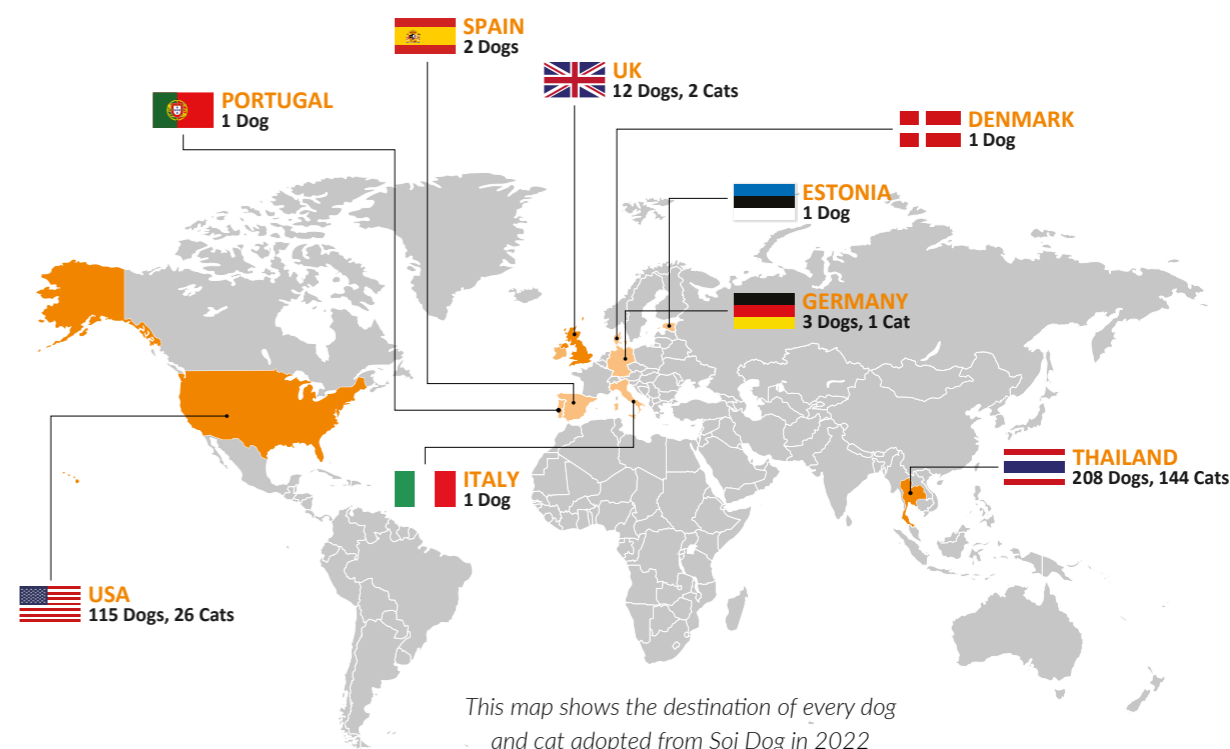 SPAIN
2 Dogs
UK
12 Dogs, 2 Cats
PORTUGAL
1 Dog
DENMARK
1 Dog
ESTONIA
1 Dog
GERMANY
3 Dogs, 1 Cat
THAILAND
208 Dogs, 144 Cats
ITALY
1 Dog
USA
115 Dogs, 26 Cats
This map shows the destination of every dog
and cat adopted from Soi Dog in 2022